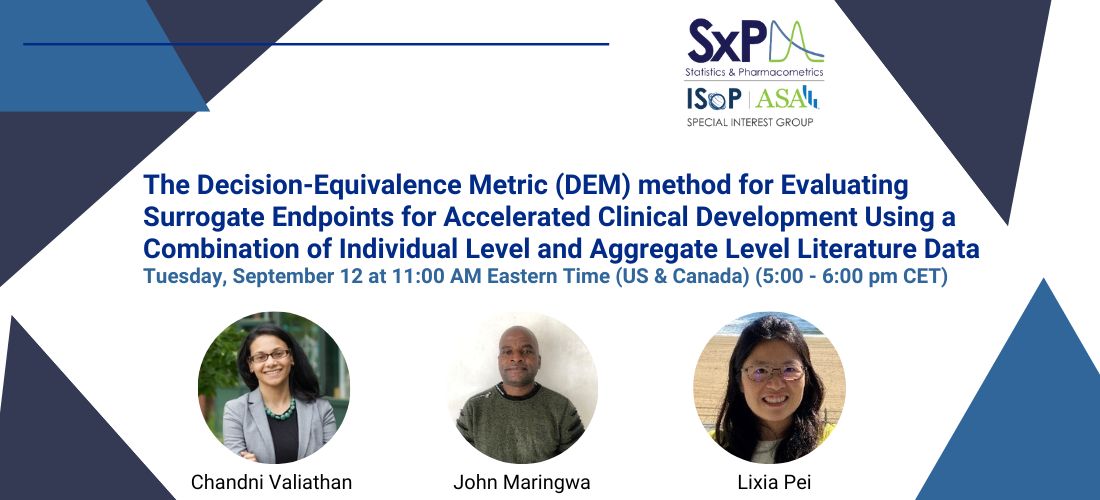 SxP
Statistics & Pharmacometrics
ISoP | ASA
SPECIAL INTEREST GROUP
The Decision-Equivalence Metric (DEM) method for Evaluating
Surrogate Endpoints for Accelerated Clinical Development Using a
Combination of Individual Level and Aggregate Level Literature Data
Tuesday, September 12 at 11:00 AM Eastern Time (US & Canada) (5:00 - 6:00 pm CET)
Chandni Valiathan
John Maringwa
Lixia Pei